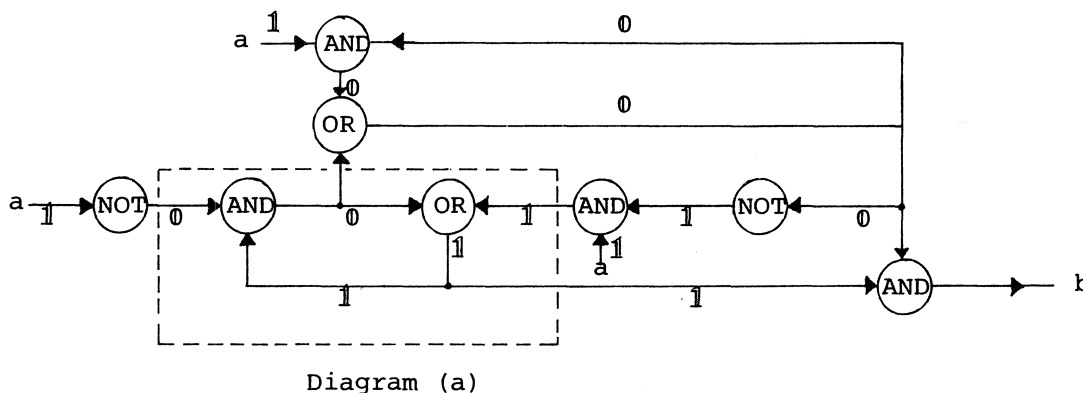 1 0
a AND
0
OR 0
a 1 NOT 0 AND 0 OR 1 AND 1 NOT 0
1 1
a
1 1 AND b
Diagram (a)